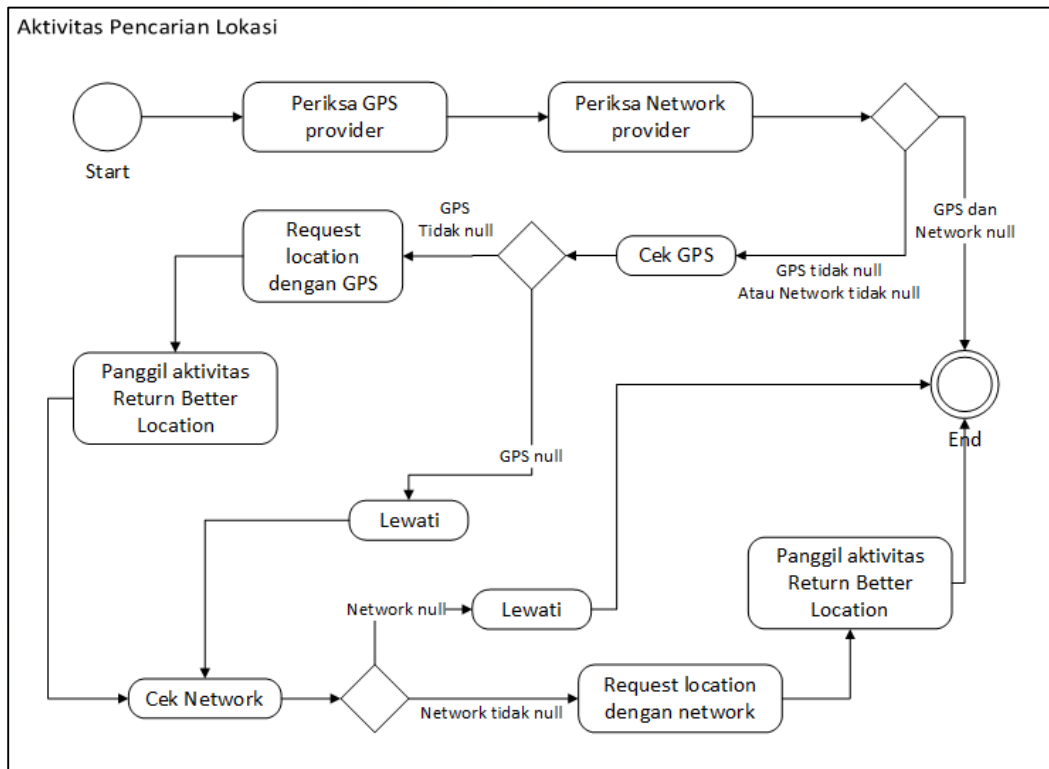 Aktivitas Pencarian Lokasi
Start
Periksa GPS
provider
Periksa Network
provider
GPS dan
Network null
GPS tidak null
Atau Network tidak null
Cek GPS
GPS
Tidak null
Request
location
dengan GPS
Panggil aktivitas
Return Better
Location
GPS null
Lewati
Cek Network
Network null
Lewati
Network tidak null
Request location
dengan network
Panggil aktivitas
Return Better
Location
End